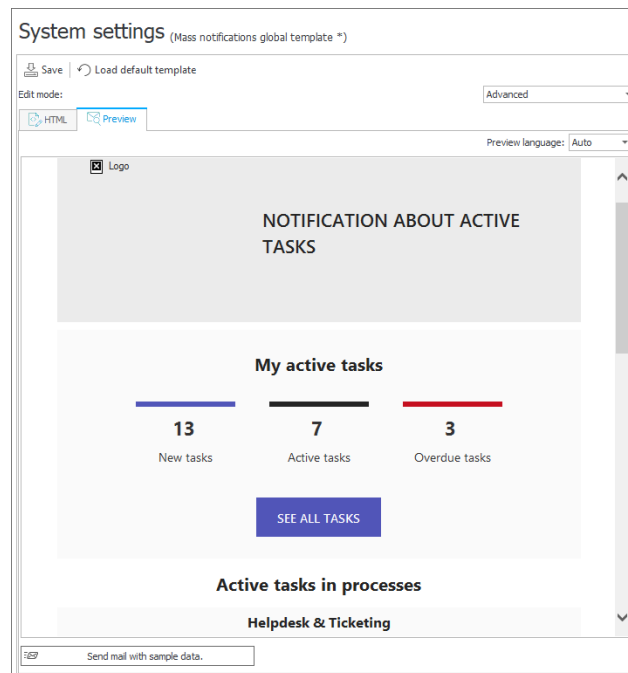 System settings (Mass notifications global template *)
Save Load default template
Edit mode: Advanced
HTML Preview
Preview language: Auto
Logo
NOTIFICATION ABOUT ACTIVE
TASKS
My active tasks
13 7 3
New tasks Active tasks Overdue tasks
SEE ALL TASKS
Active tasks in processes
Helpdesk & Ticketing
Send mail with sample data.